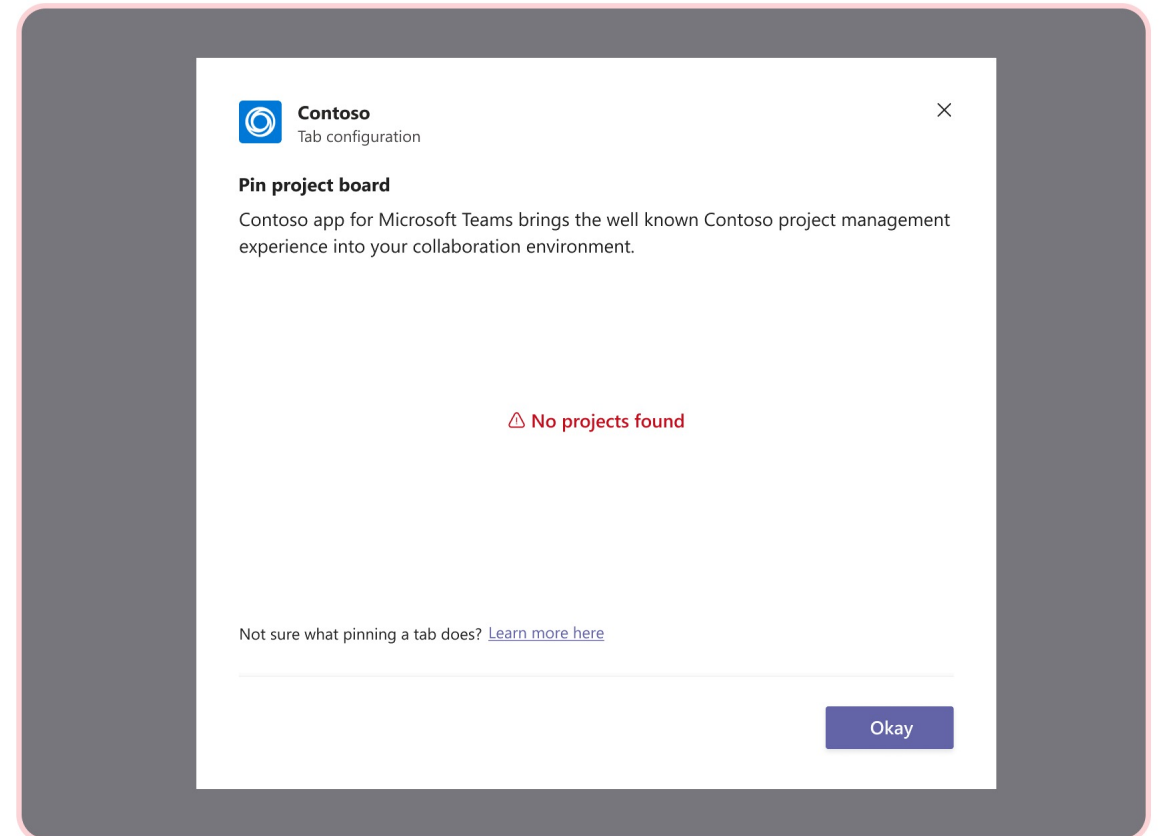 Contoso
Tab configuration
Pin project board
Contoso app for Microsoft Teams brings the well known Contoso project management
experience into your collaboration environment.
No projects found
Not sure what pinning a tab does? Learn more here
Okay